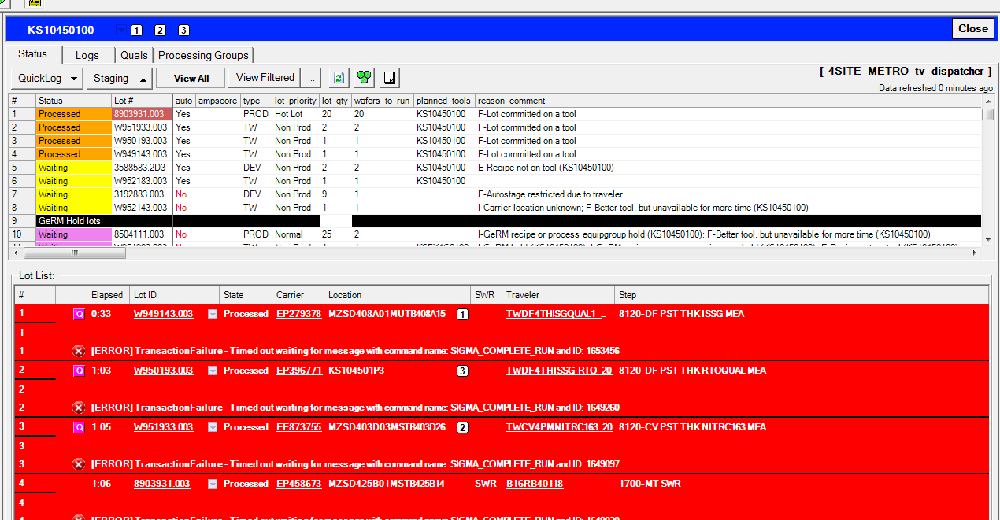 KS10450100 1 2 3 Close
Status Logs Quals Processing Groups
QuickLog Staging View All View Filtered ... [ 4SITE_METRO_tv_dispatcher ]
Data refreshed 0 minutes ago.
# Status Lot # auto ampscore type lot_priority lot_qty wafers_to_run planned_tools reason_comment
1 Processed 8903931.003 Yes PROD Hot Lot 20 20 KS10450100 F-Lot committed on a tool
2 Processed W951933.003 Yes TW Non Prod 2 2 KS10450100 F-Lot committed on a tool
3 Processed W950193.003 Yes TW Non Prod 1 1 KS10450100 F-Lot committed on a tool
4 Processed W949143.003 Yes TW Non Prod 1 1 KS10450100 F-Lot committed on a tool
5 Waiting 3588583.2D3 Yes DEV Non Prod 2 2 KS10450100 E-Recipe not on tool (KS10450100)
6 Waiting W952183.003 Yes TW Non Prod 1 1 KS10450100
7 Waiting 3192883.003 No DEV Non Prod 9 1 E-Autostage restricted due to traveler
8 Waiting W952143.003 No TW Non Prod 1 1 I-Carrier location unknown; F-Better tool, but unavailable for more time (KS10450100)
9 GeRM Hold lots
10 Waiting 8504111.003 No PROD Normal 25 2 I-GeRM recipe or process equipgroup hold (KS10450100); F-Better tool, but unavailable for more time (KS10450100)
Lot List:
# Elapsed Lot ID State Carrier Location SWR Traveler Step
1 Q 0:33 W949143.003 Processed EP279378 MZSD408A01MUTB408A15 1 TWDF4THISGQUAL1_ 8120-DF PST THK ISSG MEA
1
1 [ERROR] TransactionFailure - Timed out waiting for message with command name: SIGMA_COMPLETE_RUN and ID: 1653456
2 Q 1:03 W950193.003 Processed EP396771 KS104501P3 3 TWDF4THISSG-RTO_20 8120-DF PST THK RTOQUAL MEA
2
2 [ERROR] TransactionFailure - Timed out waiting for message with command name: SIGMA_COMPLETE_RUN and ID: 1649260
3 Q 1:05 W951933.003 Processed EE873755 MZSD403D03MSTB403D26 2 TWCV4PMNITRC163_20 8120-CV PST THK NITRC163 MEA
3
3 [ERROR] TransactionFailure - Timed out waiting for message with command name: SIGMA_COMPLETE_RUN and ID: 1649097
4 1:06 8903931.003 Processed EP458673 MZSD425B01MSTB425B14 SWR B16RB40118 1700-MT SWR
4